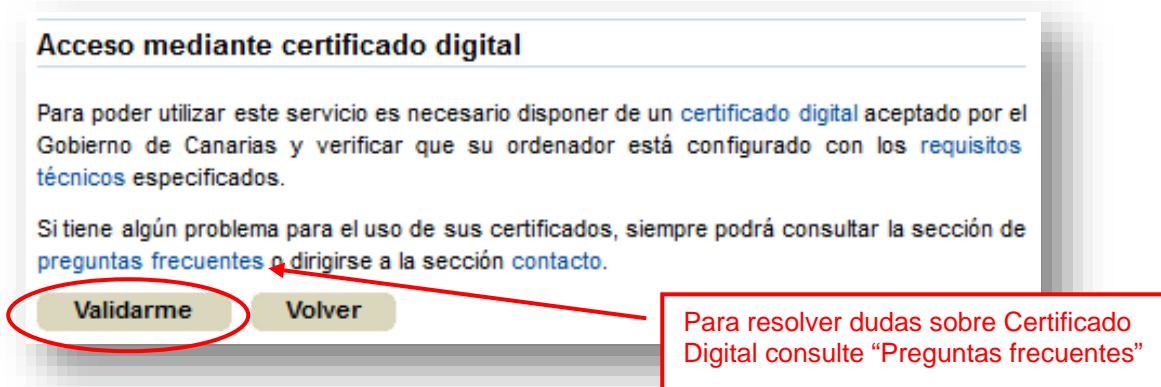 Acceso mediante certificado digital
Para poder utilizar este servicio es necesario disponer de un certificado digital aceptado por el
Gobierno de Canarias y verificar que su ordenador está configurado con los requisitos
técnicos especificados.
Si tiene algún problema para el uso de sus certificados, siempre podrá consultar la sección de
preguntas frecuentes o dirigirse a la sección contacto.
Validarme Volver
Para resolver dudas sobre Certificado
Digital consulte “Preguntas frecuentes”